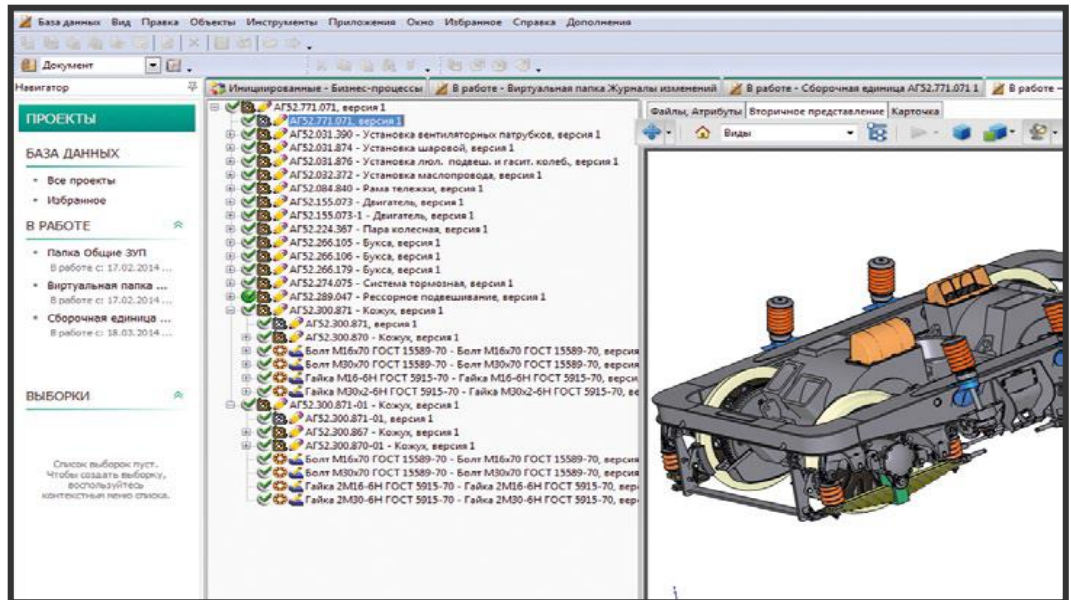 База данных Вид Правка Объекты Инструменты Приложения Окно Избранное Справка Дополнения
Документ
Навигатор
Инициированные - Бизнес-процессы В работе - Виртуальная папка Журналы изменений В работе - Сборочная единица АГ52.771.071 1 В работе -
ПРОЕКТЫ
БАЗА ДАННЫХ
Все проекты
Избранное
В РАБОТЕ
Папка Общие ЗУП
В работе с: 17.02.2014 ...
Виртуальная папка ...
В работе с: 17.02.2014 ...
Сборочная единица ...
В работе с: 18.03.2014 ...
ВЫБОРКИ
Список выборок пуст.
Чтобы создать выборку,
воспользуйтесь
контекстным меню списка.
АГ52.771.071, версия 1
АГ52.771.071, версия 1
АГ52.031.390 - Установка вентиляторных патрубков, версия 1
АГ52.031.874 - Установка шаровой, версия 1
АГ52.031.876 - Установка люл. подвеш. и гасит. колеб., версия 1
АГ52.032.372 - Установка маслопровода, версия 1
АГ52.084.840 - Рама тележки, версия 1
АГ52.155.073 - Двигатель, версия 1
АГ52.155.073-1 - Двигатель, версия 1
АГ52.224.367 - Пара колесная, версия 1
АГ52.266.105 - Букса, версия 1
АГ52.266.106 - Букса, версия 1
АГ52.266.179 - Букса, версия 1
АГ52.274.075 - Система тормозная, версия 1
АГ52.289.047 - Рессорное подвешивание, версия 1
АГ52.300.871 - Кожух, версия 1
АГ52.300.871, версия 1
АГ52.300.870 - Кожух, версия 1
Болт М16х70 ГОСТ 15589-70 - Болт М16х70 ГОСТ 15589-70, версия
Болт М30х70 ГОСТ 15589-70 - Болт М30х70 ГОСТ 15589-70, версия
Гайка М16-6Н ГОСТ 5915-70 - Гайка М16-6Н ГОСТ 5915-70, верси
Гайка М30х2-6Н ГОСТ 5915-70 - Гайка М30х2-6Н ГОСТ 5915-70, ве
АГ52.300.871-01 - Кожух, версия 1
АГ52.300.871-01, версия 1
АГ52.300.867 - Кожух, версия 1
АГ52.300.870-01 - Кожух, версия 1
Болт М16х70 ГОСТ 15589-70 - Болт М16х70 ГОСТ 15589-70, версия
Болт М30х70 ГОСТ 15589-70 - Болт М30х70 ГОСТ 15589-70, версия
Гайка 2М16-6Н ГОСТ 5915-70 - Гайка 2М16-6Н ГОСТ 5915-70, верс
Гайка 2М30-6Н ГОСТ 5915-70 - Гайка 2М30-6Н ГОСТ 5915-70, верс
Файлы, Атрибуты Вторичное представление Карточка
Виды